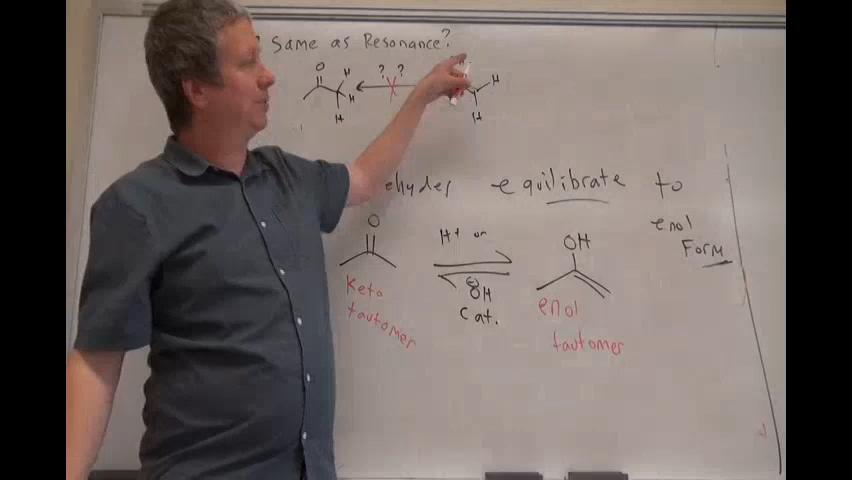 ? Same as Resonance?
O
? ?
H
H
H
H
H
ehydes equilibrate to
enol
Form
O
H+ or
OH
⊖OH
cat.
Keto
tautomer
enol
tautomer